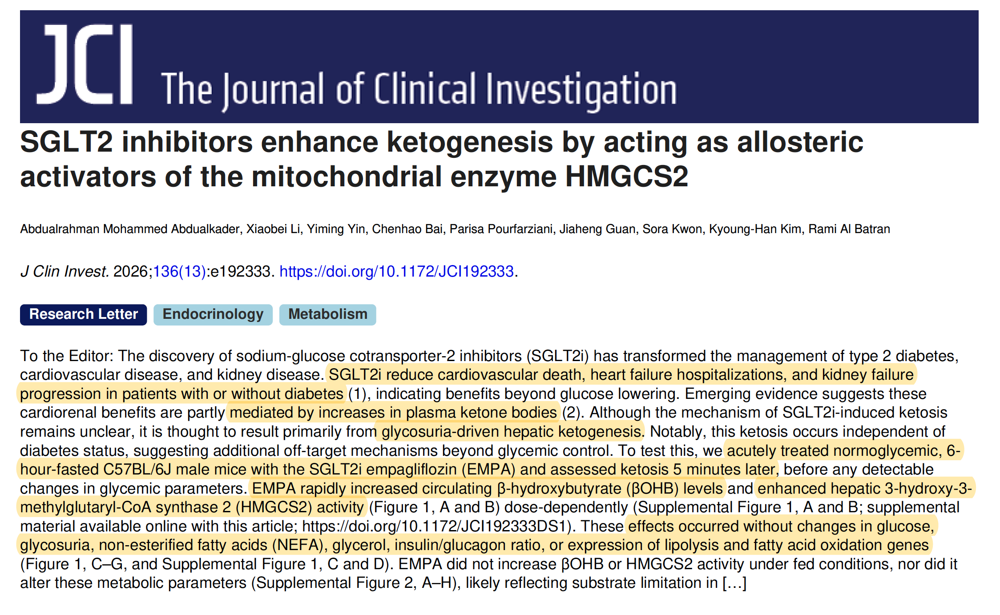 JCI The Journal of Clinical Investigation
SGLT2 inhibitors enhance ketogenesis by acting as allosteric
activators of the mitochondrial enzyme HMGCS2
Abdualrahman Mohammed Abdualkader, Xiaobei Li, Yiming Yin, Chenhao Bai, Parisa Pourfarziani, Jiaheng Guan, Sora Kwon, Kyoung-Han Kim, Rami Al Batran
J Clin Invest. 2026;136(13):e192333. https://doi.org/10.1172/JCI192333.
Research Letter Endocrinology Metabolism
To the Editor: The discovery of sodium-glucose cotransporter-2 inhibitors (SGLT2i) has transformed the management of type 2 diabetes,
cardiovascular disease, and kidney disease. SGLT2i reduce cardiovascular death, heart failure hospitalizations, and kidney failure
progression in patients with or without diabetes (1), indicating benefits beyond glucose lowering. Emerging evidence suggests these
cardiorenal benefits are partly mediated by increases in plasma ketone bodies (2). Although the mechanism of SGLT2i-induced ketosis
remains unclear, it is thought to result primarily from glycosuria-driven hepatic ketogenesis. Notably, this ketosis occurs independent of
diabetes status, suggesting additional off-target mechanisms beyond glycemic control. To test this, we acutely treated normoglycemic, 6-
hour-fasted C57BL/6J male mice with the SGLT2i empagliflozin (EMPA) and assessed ketosis 5 minutes later, before any detectable
changes in glycemic parameters. EMPA rapidly increased circulating β-hydroxybutyrate (βOHB) levels and enhanced hepatic 3-hydroxy-3-
methylglutaryl-CoA synthase 2 (HMGCS2) activity (Figure 1, A and B) dose-dependently (Supplemental Figure 1, A and B; supplemental
material available online with this article; https://doi.org/10.1172/JCI192333DS1). These effects occurred without changes in glucose,
glycosuria, non-esterified fatty acids (NEFA), glycerol, insulin/glucagon ratio, or expression of lipolysis and fatty acid oxidation genes
(Figure 1, C–G, and Supplemental Figure 1, C and D). EMPA did not increase βOHB or HMGCS2 activity under fed conditions, nor did it
alter these metabolic parameters (Supplemental Figure 2, A–H), likely reflecting substrate limitation in […]